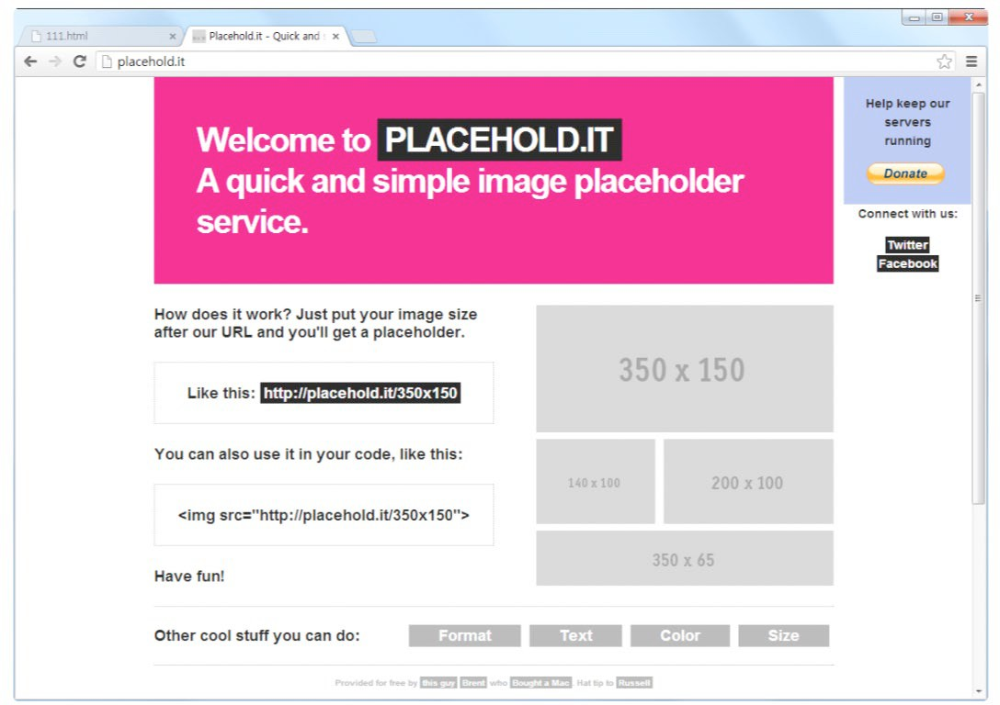 111.html
Placehold.it - Quick and
placehold.it
Welcome to PLACEHOLD.IT
A quick and simple image placeholder
service.
Help keep our
servers
running
Donate
Connect with us:
Twitter
Facebook
How does it work? Just put your image size
after our URL and you'll get a placeholder.
Like this: http://placehold.it/350x150
You can also use it in your code, like this:
<img src="http://placehold.it/350x150">
Have fun!
350 x 150
140 x 100
200 x 100
350 x 65
Other cool stuff you can do:
Format
Text
Color
Size
Provided for free by this guy Brent who Bought a Mac. Hat tip to Russell